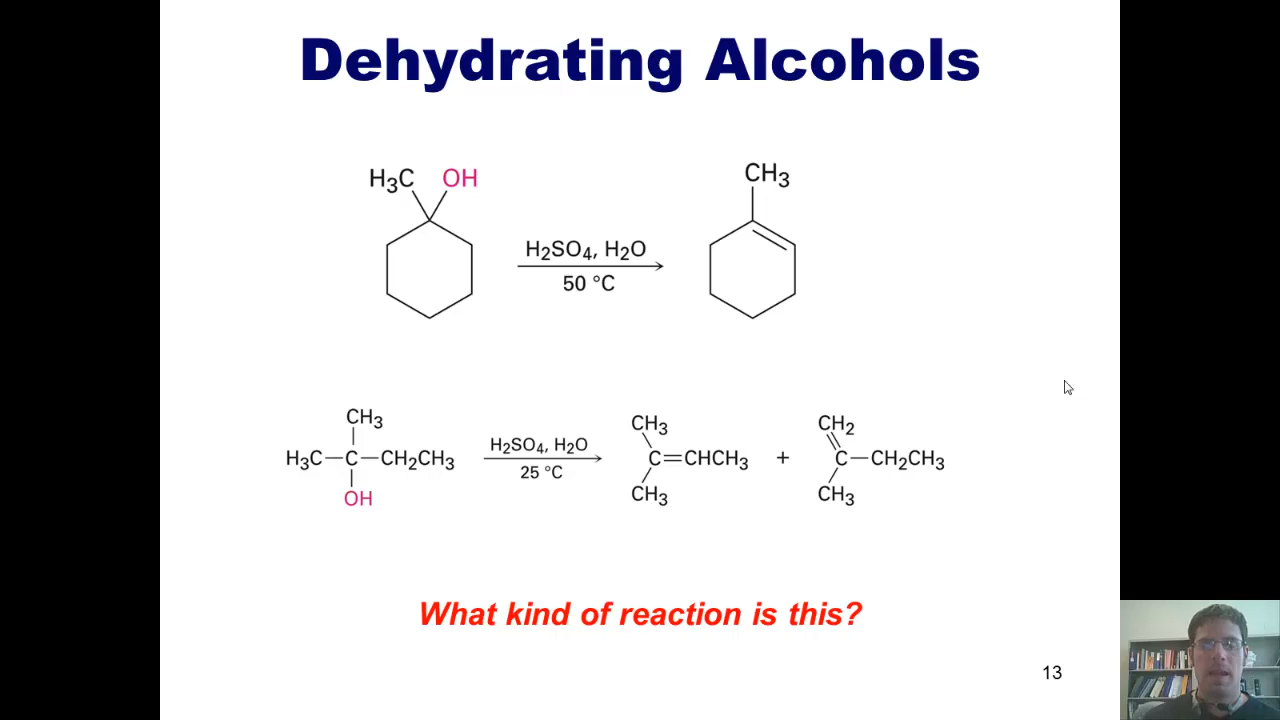 Dehydrating Alcohols
H₃C OH
CH₃
H₂SO₄, H₂O
50 °C
CH₃
H₃C—C—CH₂CH₃
OH
H₂SO₄, H₂O
25 °C
CH₃
C=CHCH₃
CH₃
+
CH₂
C—CH₂CH₃
CH₃
What kind of reaction is this?
13